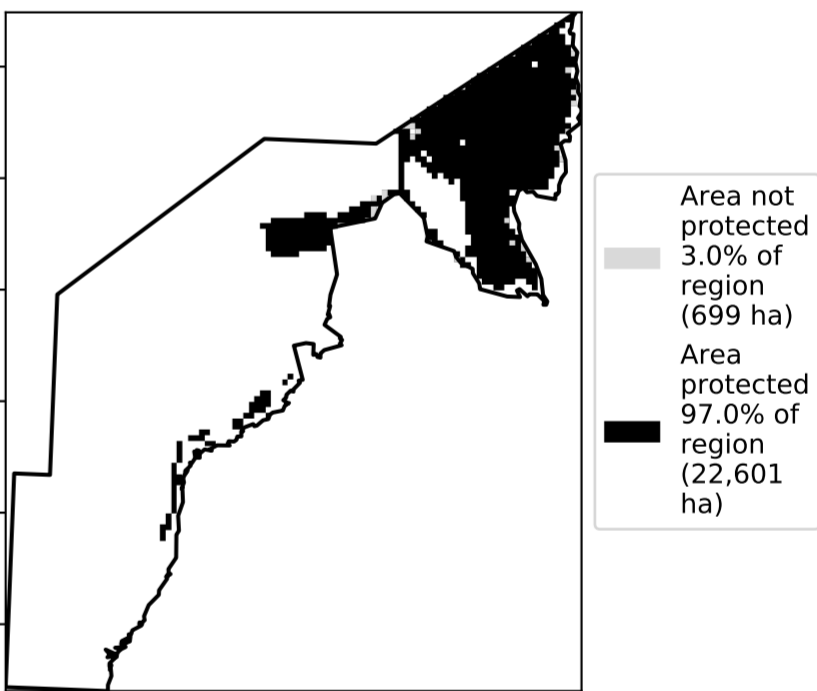 Area not
protected
3.0% of
region
(699 ha)
Area
protected
97.0% of
region
(22,601
ha)